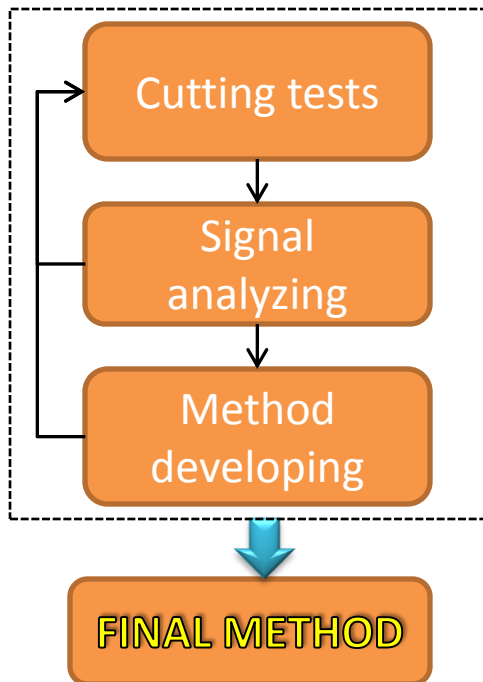 Cutting tests
Signal
analyzing
Method
developing
FINAL METHOD